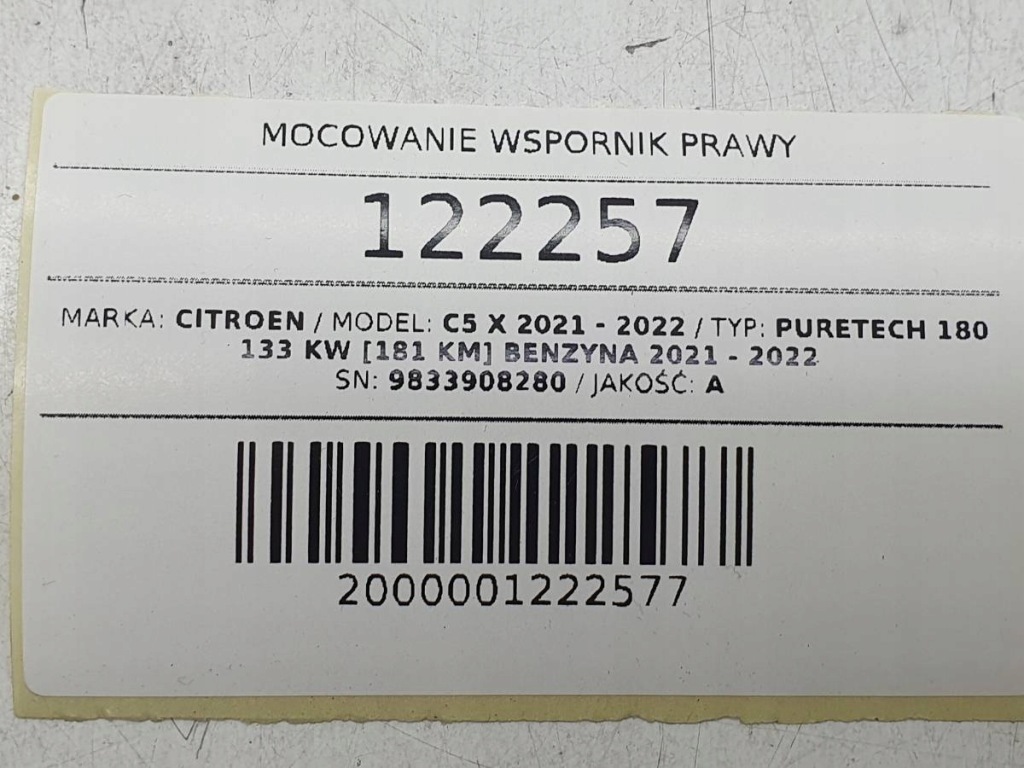 MOCOWANIE WSPORNIK PRAWY
122257
MARKA: CITROEN / MODEL: C5 X 2021 - 2022 / TYP: PURETECH 180
133 KW [181 KM] BENZYNA 2021 - 2022
SN: 9833908280 / JAKOŚĆ: A
2000001222577